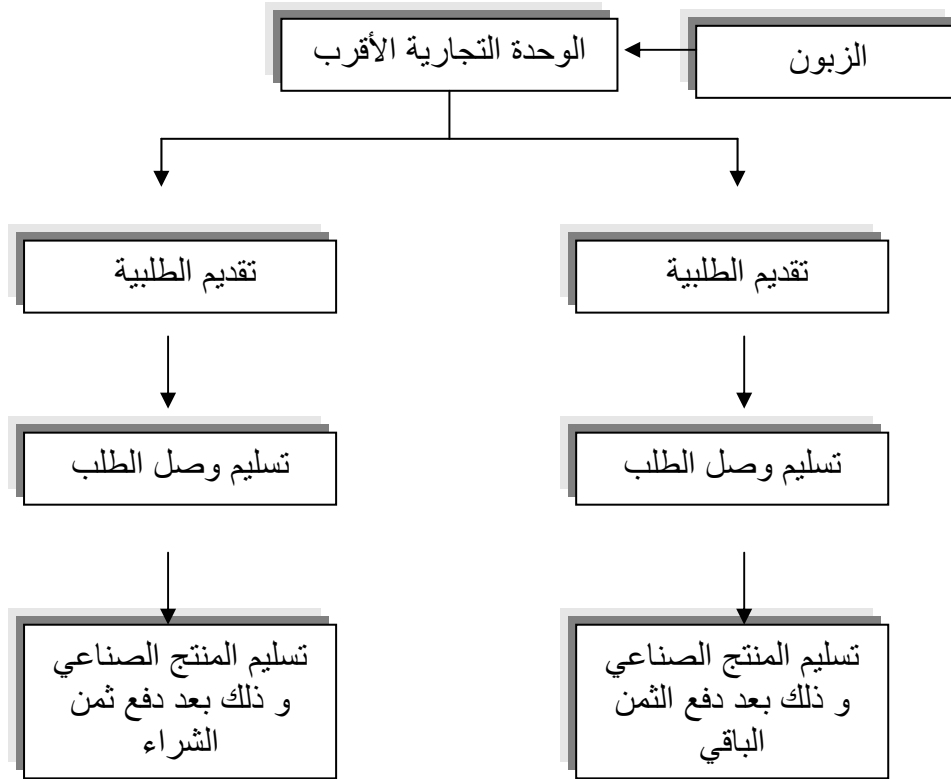 الزبون
الوحدة التجارية الأقرب
تقديم الطلبية
تقديم الطلبية
تسليم وصل الطلب
تسليم وصل الطلب
تسليم المنتج الصناعي
و ذلك بعد دفع الثمن
الباقي
تسليم المنتج الصناعي
و ذلك بعد دفع ثمن
الشراء